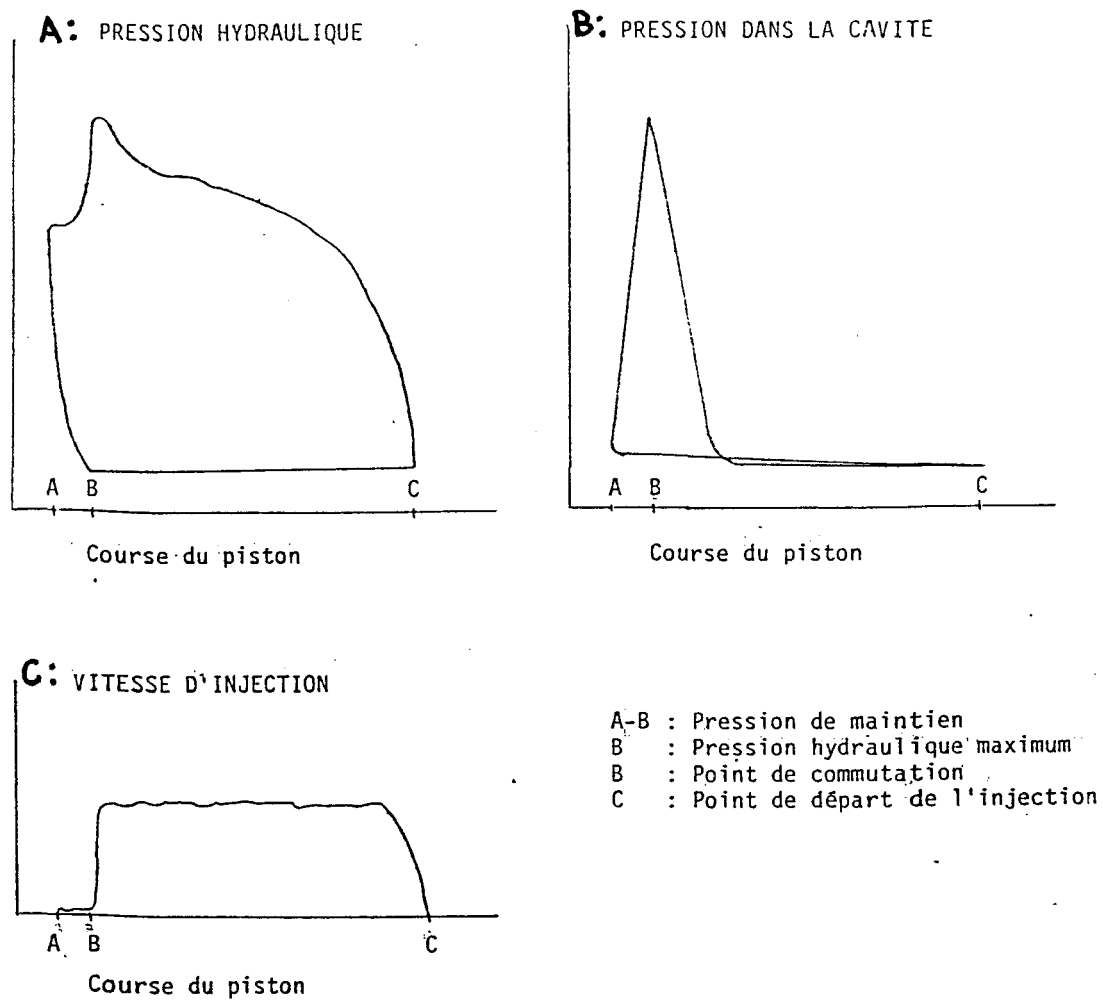 A: PRESSION HYDRAULIQUE
A B C
Course du piston
B: PRESSION DANS LA CAVITE
A B C
Course du piston
C: VITESSE D'INJECTION
A B C
Course du piston
A-B : Pression de maintien
B : Pression hydraulique maximum
B : Point de commutation
C : Point de départ de l'injection